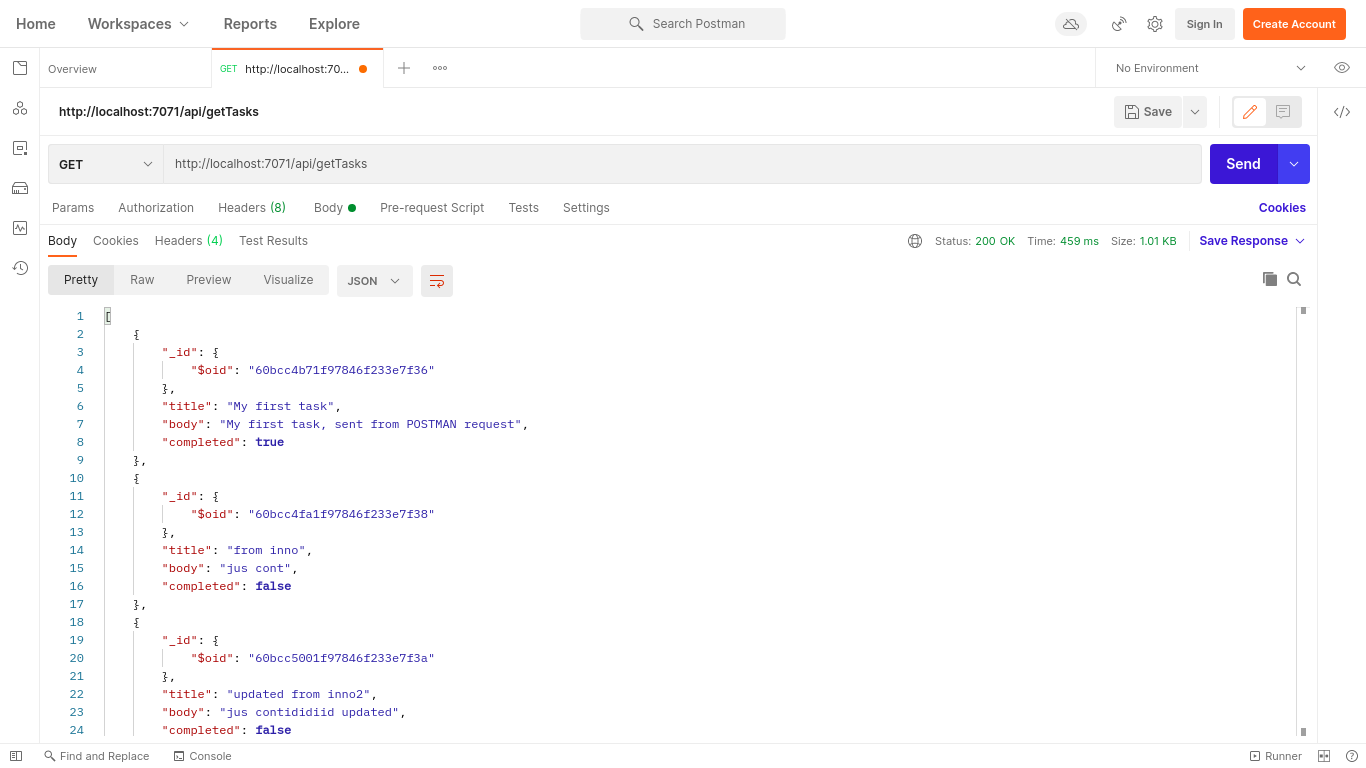 Home Workspaces Reports Explore Search Postman Sign In Create Account
Overview GET http://localhost:70... No Environment
http://localhost:7071/api/getTasks Save
GET http://localhost:7071/api/getTasks Send
Params Authorization Headers (8) Body Pre-request Script Tests Settings Cookies
Body Cookies Headers (4) Test Results Status: 200 OK Time: 459 ms Size: 1.01 KB Save Response
Pretty Raw Preview Visualize JSON
1 [
2 {
3 "_id": {
4 "$oid": "60bcc4b71f97846f233e7f36"
5 },
6 "title": "My first task",
7 "body": "My first task, sent from POSTMAN request",
8 "completed": true
9 },
10 {
11 "_id": {
12 "$oid": "60bcc4fa1f97846f233e7f38"
13 },
14 "title": "from inno",
15 "body": "jus cont",
16 "completed": false
17 },
18 {
19 "_id": {
20 "$oid": "60bcc5001f97846f233e7f3a"
21 },
22 "title": "updated from inno2",
23 "body": "jus contididiid updated",
24 "completed": false
Find and Replace Console Runner